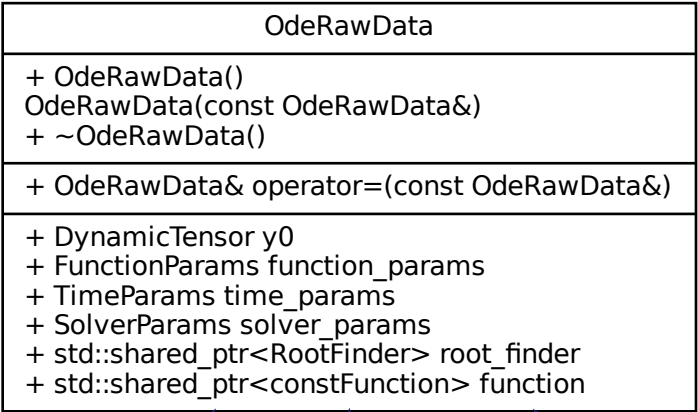 OdeRawData
+ OdeRawData()
OdeRawData(const OdeRawData&)
+ ~OdeRawData()
+ OdeRawData& operator=(const OdeRawData&)
+ DynamicTensor y0
+ FunctionParams function_params
+ TimeParams time_params
+ SolverParams solver_params
+ std::shared_ptr<RootFinder> root_finder
+ std::shared_ptr<constFunction> function